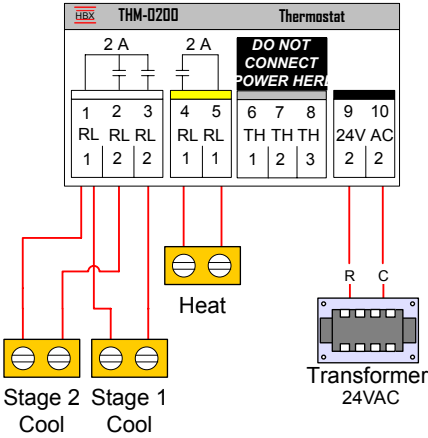 HBX THM-0200 Thermostat
2 A 2 A DO NOT
CONNECT
POWER HERE
1 2 3 4 5 6 7 8 9 10
RL RL RL RL RL TH TH TH 24V AC
1 2 2 1 1 1 2 3 2 2
R C
Heat
Transformer
24VAC
Stage 2 Stage 1
Cool Cool